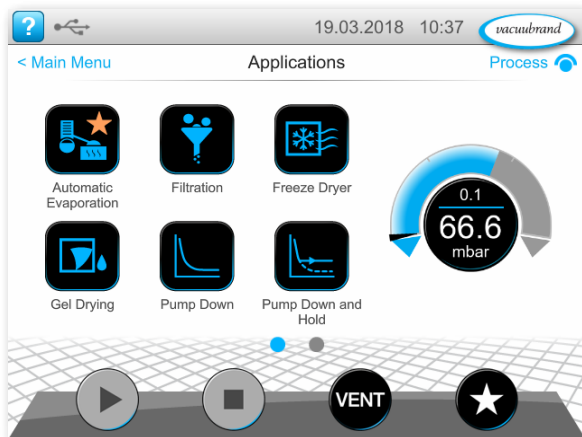 ?
19.03.2018 10:37
vacuubrand
< Main Menu
Applications
Process
Automatic
Evaporation
Filtration
Freeze Dryer
0.1
66.6
mbar
Gel Drying
Pump Down
Pump Down and
Hold
VENT